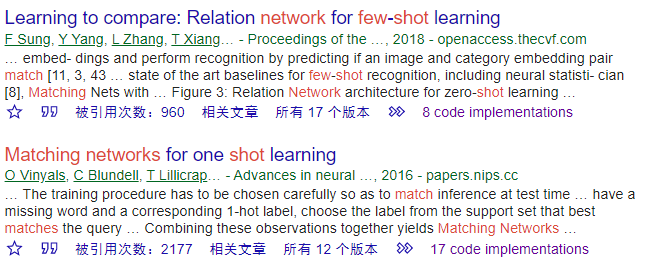 Learning to compare: Relation network for few-shot learning
F Sung, Y Yang, L Zhang, T Xiang… - Proceedings of the …, 2018 - openaccess.thecvf.com
… embed- dings and perform recognition by predicting if an image and category embedding pair
match [11, 3, 43 … state of the art baselines for few-shot recognition, including neural statisti- cian
[8], Matching Nets with … Figure 3: Relation Network architecture for zero-shot learning …
被引用次数：960 相关文章 所有 17 个版本 8 code implementations
Matching networks for one shot learning
O Vinyals, C Blundell, T Lillicrap… - Advances in neural …, 2016 - papers.nips.cc
… The training procedure has to be chosen carefully so as to match inference at test time … have a
missing word and a corresponding 1-hot label, choose the label from the support set that best
matches the query … Combining these observations together yields Matching Networks …
被引用次数：2177 相关文章 所有 12 个版本 17 code implementations